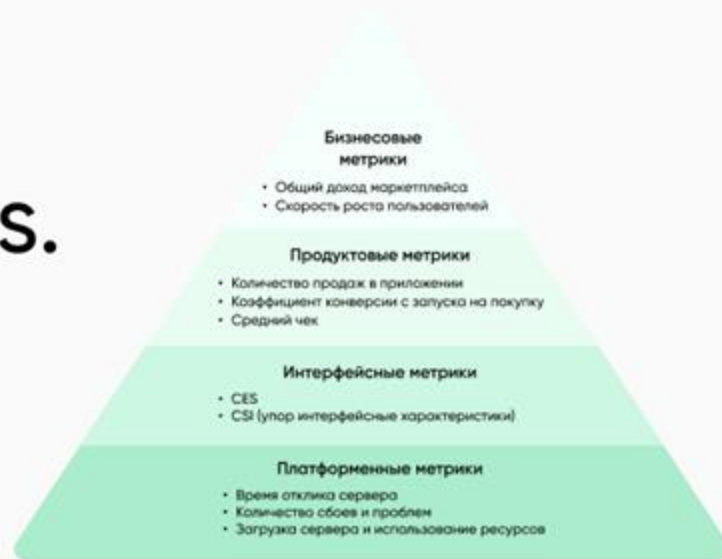 s.
Бизнесовые
метрики
• Общий доход маркетплейса
• Скорость роста пользователей
Продуктовые метрики
• Количество продаж в приложении
• Коэффициент конверсии с запуска на покупку
• Средний чек
Интерфейсные метрики
• CES
• CSI (упор интерфейсные характеристики)
Платформенные метрики
• Время отклика сервера
• Количество сбоев и проблем
• Загрузка сервера и использование ресурсов